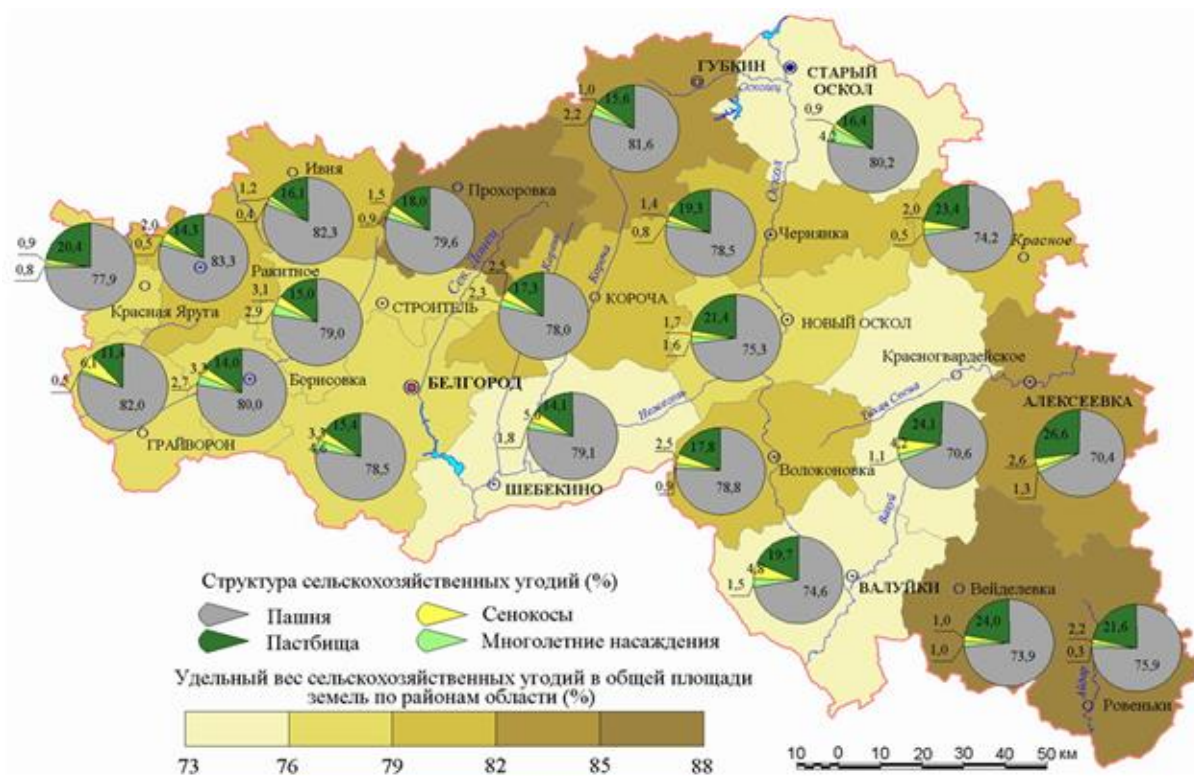 ГУБКИН
Осколец
СТАРЫЙ
ОСКОЛ
1,0
2,2
15,6
81,6
0,9
4,2
16,4
80,2
Оскол
Ивня
1,2
0,4
16,1
82,3
Прохоровка
1,5
0,9
18,0
79,6
1,4
0,8
19,3
78,5
Чернянка
2,0
0,5
23,4
74,2
Красное
0,9
0,8
20,4
77,9
Красная Яруга
2,0
0,5
14,3
83,3
Ракитное
3,1
2,9
15,0
79,0
СТРОИТЕЛЬ
Сев. Донец
Короча
2,5
2,3
17,3
78,0
КОРОЧА
1,7
1,6
21,4
75,3
НОВЫЙ ОСКОЛ
Красногвардейское
Тихая Сосна
АЛЕКСЕЕВКА
0,5
6,1
11,4
82,0
ГРАЙВОРОН
2,7
14,0
80,0
Борисовка
БЕЛГОРОД
4,6
15,4
78,5
1,8
14,1
79,1
ШЕБЕКИНО
Нежеголь
2,5
0,9
17,8
78,8
Волоконовка
4,2
1,1
24,1
70,6
2,6
1,3
26,6
70,4
Валуй
4,8
1,5
19,7
74,6
ВАЛУЙКИ
Вейделевка
1,0
1,0
24,0
73,9
2,2
0,3
21,6
75,9
Айдар
Ровеньки
Структура сельскохозяйственных угодий (%)
Пашня
Сенокосы
Пастбища
Многолетние насаждения
Удельный вес сельскохозяйственных угодий в общей площади
земель по районам области (%)
73 76 79 82 85 88
10 0 10 20 30 40 50 км